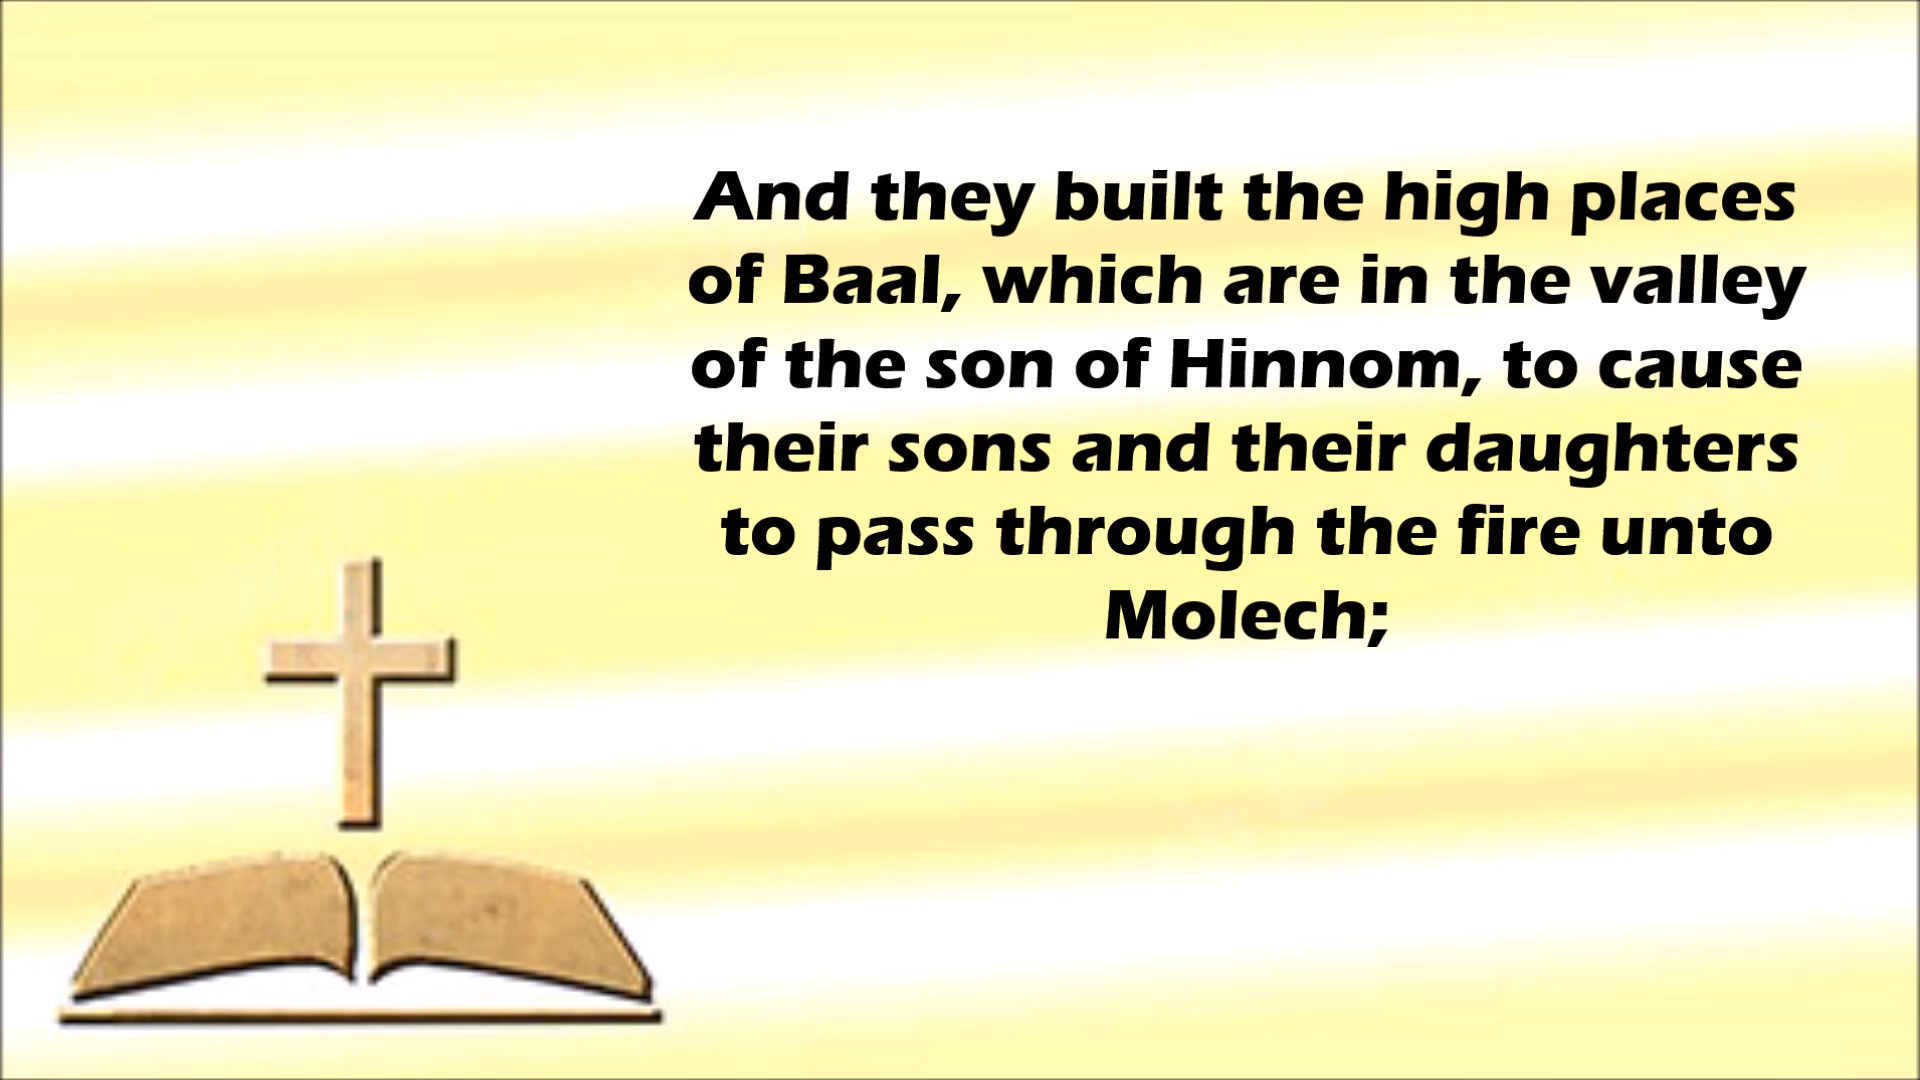 And they built the high places
of Baal, which are in the valley
of the son of Hinnom, to cause
their sons and their daughters
to pass through the fire unto
Molech;